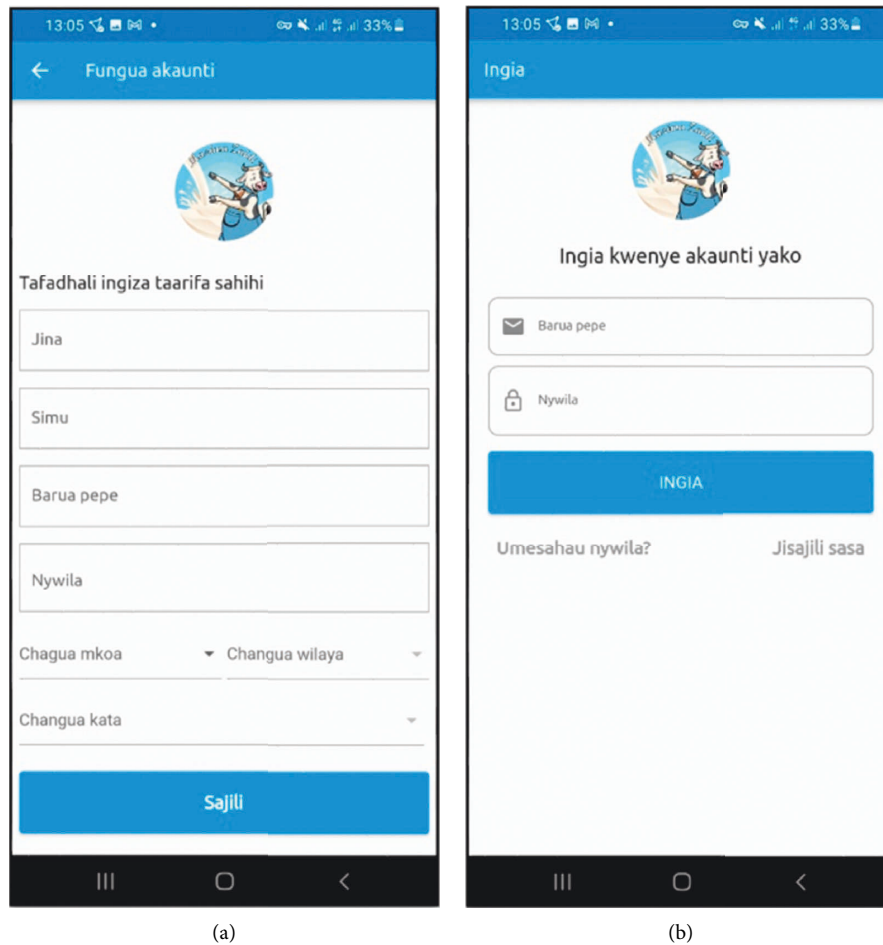 13:05 33%
Fungua akaunti
Tafadhali ingiza taarifa sahihi
Jina
Simu
Barua pepe
Nywila
Chagua mkoa Changua wilaya
Changua kata
Sajili
(a)
13:05 33%
Ingia
Ingia kwenye akaunti yako
Barua pepe
Nywila
INGIA
Umesahau nywila? Jisajili sasa
(b)